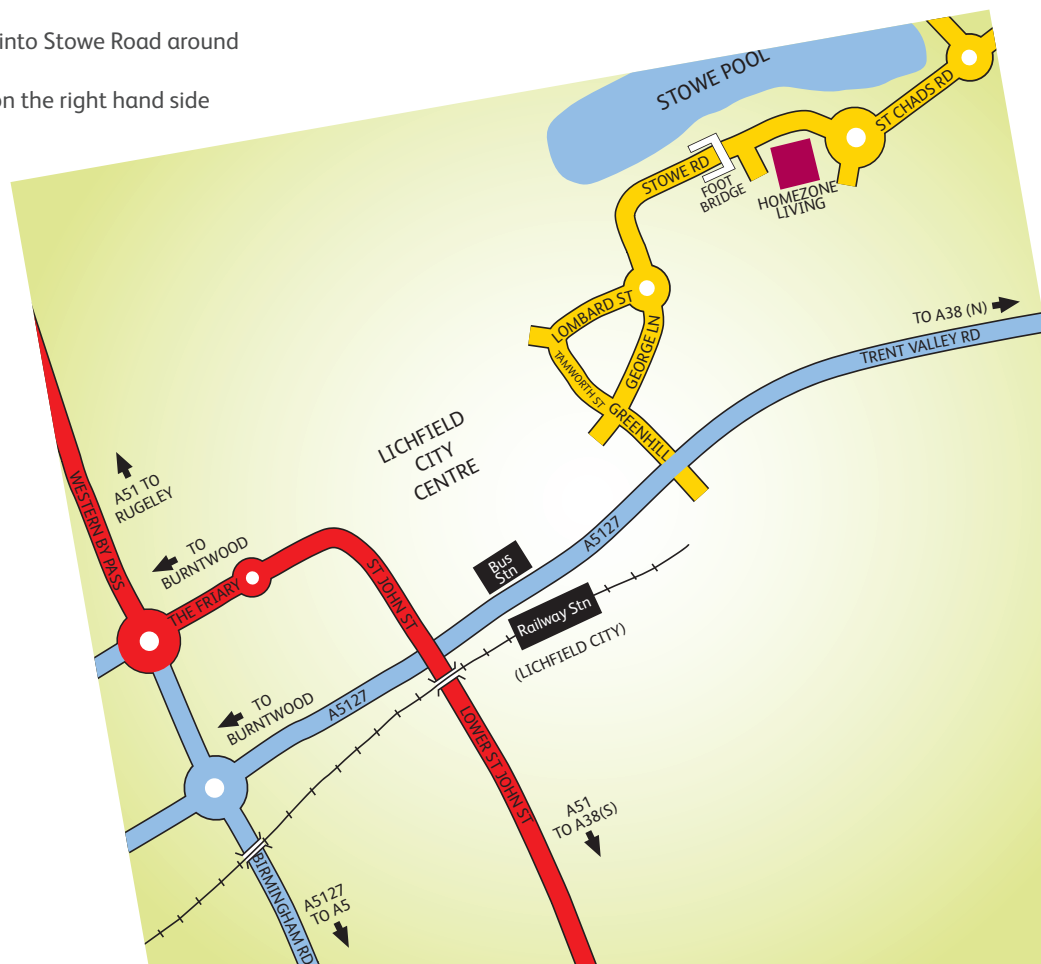 into Stowe Road around
on the right hand side
STOWE POOL
ST CHADS RD
STOWE RD
FOOT
BRIDGE
HOMEZONE
LIVING
LOMBARD ST
GEORGE LN
TAMWORTH ST
GREENHILL
TO A38 (N)
TRENT VALLEY RD
LICHFIELD
CITY
CENTRE
WESTERN BY PASS
A51 TO
RUGELEY
TO
BURNTWOOD
THE FRIARY
ST JOHN ST
Bus
Stn
A5127
Railway Stn
(LICHFIELD CITY)
TO
BURNTWOOD
A5127
LOWER ST JOHN ST
A51
TO A38(S)
BIRMINGHAM RD
A5127
TO A5